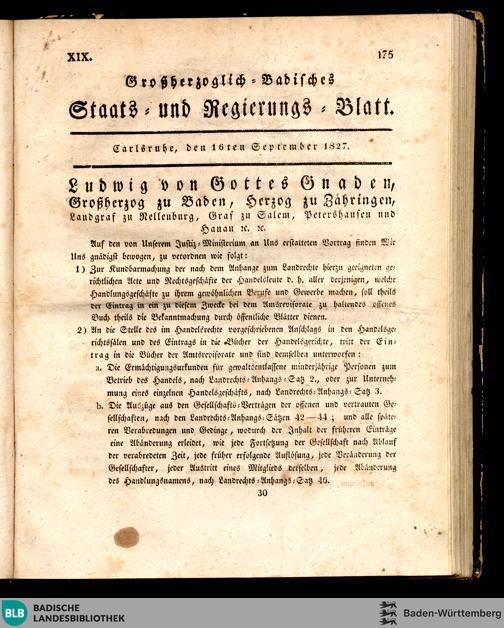 XIX.
175
Großherzoglich-Badisches
Staats- und Regierungs-Blatt.
Carlsruhe, den 16ten September 1827.
Ludwig von Gottes Gnaden,
Großherzog zu Baden, Herzog zu Zähringen,
Landgraf zu Nellenburg, Graf zu Salem, Petershausen und
Hanau ꝛc. ꝛc.
Auf den von Unserem Justiz-Ministerium an Uns erstatteten Vortrag finden Wir
Uns gnädigst bewogen, zu verordnen wie folgt:
1) Zur Kundbarmachung der nach dem Anhange zum Landrechte hierzu geeigneten ge-
richtlichen Akte und Rechtsgeschäfte der Handelsleute d. h. aller derjenigen, welche
Handlungsgeschäfte zu ihrem gewöhnlichen Berufe und Gewerbe machen, soll theils
der Eintrag in ein zu diesem Zwecke bei dem Amtsrevisorate zu haltendes offenes
Buch theils die Bekanntmachung durch öffentliche Blätter dienen.
2) An die Stelle des im Handelsrechte vorgeschriebenen Anschlags in den Handelsge-
richtssälen und des Eintrags in die Bücher der Handelsgerichte, tritt der Ein-
trag in die Bücher der Amtsrevisorate und sind demselben unterworfen:
a. Die Ermächtigungsurkunden für gewaltsentlassene minderjährige Personen zum
Betrieb des Handels, nach Landrechts-Anhangs-Satz 2., oder zur Unterneh-
mung eines einzelnen Handelsgeschäfts, nach Landrechts-Anhangs-Satz 3.
b. Die Auszüge aus den Gesellschafts-Verträgen der offenen und vertrauten Ge-
sellschaften, nach den Landrechts-Anhangs-Sätzen 42—44; und alle späte-
ren Verabredungen und Gedinge, wodurch der Inhalt der früheren Einträge
eine Abänderung erleidet, wie jede Fortsetzung der Gesellschaft nach Ablauf
der verabredeten Zeit, jede früher erfolgende Auflösung, jede Veränderung der
Gesellschafter, jeder Austritt eines Mitglieds derselben, jede Abänderung
des Handlungsnamens, nach Landrechts-Anhangs-Satz 46.
30
BLB
BADISCHE
LANDESBIBLIOTHEK
Baden-Württemberg